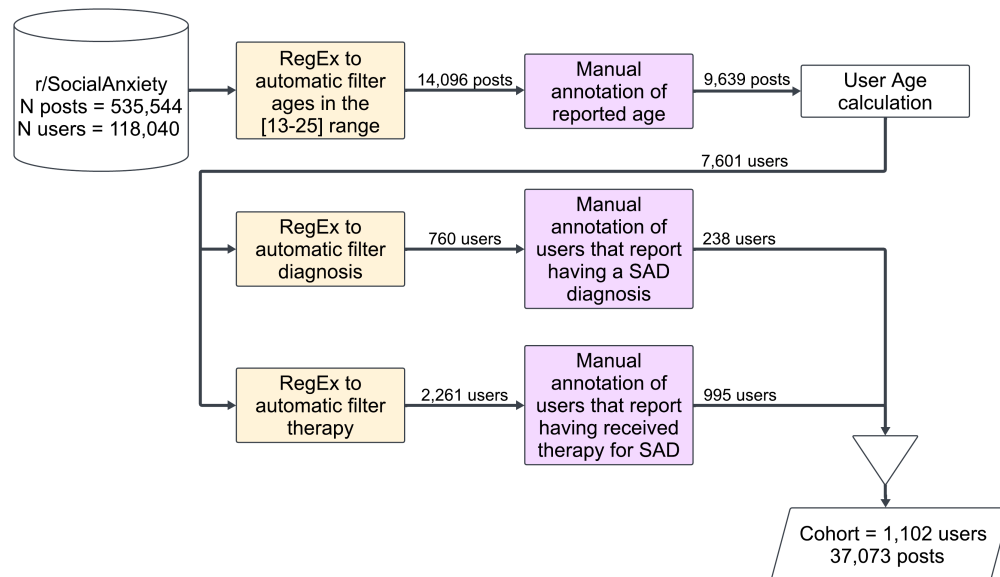 r/SocialAnxiety
N posts = 535,544
N users = 118,040
RegEx to
automatic filter
ages in the
[13-25] range
14,096 posts
Manual
annotation of
reported age
9,639 posts
User Age
calculation
7,601 users
RegEx to
automatic filter
diagnosis
760 users
Manual
annotation of
users that report
having a SAD
diagnosis
238 users
RegEx to
automatic filter
therapy
2,261 users
Manual
annotation of
users that report
having received
therapy for SAD
995 users
Cohort = 1,102 users
37,073 posts